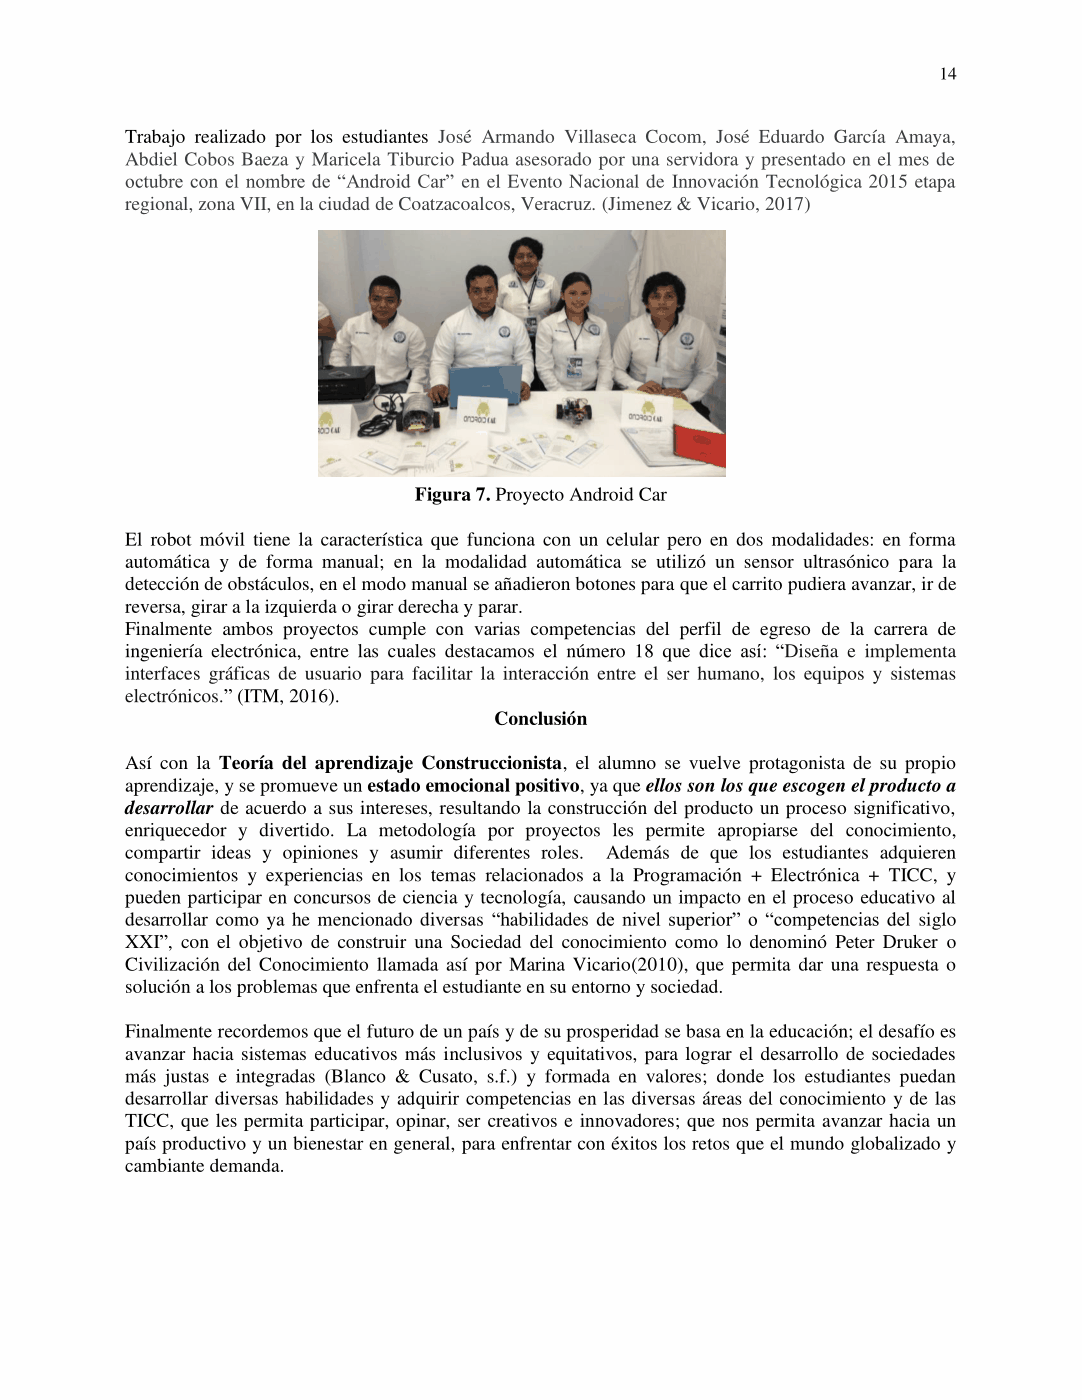 14
Trabajo realizado por los estudiantes José Armando Villaseca Cocom, José Eduardo García Amaya,
Abdiel Cobos Baeza y Maricela Tiburcio Padua asesorado por una servidora y presentado en el mes de
octubre con el nombre de “Android Car” en el Evento Nacional de Innovación Tecnológica 2015 etapa
regional, zona VII, en la ciudad de Coatzacoalcos, Veracruz. (Jimenez & Vicario, 2017)
Figura 7. Proyecto Android Car
El robot móvil tiene la característica que funciona con un celular pero en dos modalidades: en forma
automática y de forma manual; en la modalidad automática se utilizó un sensor ultrasónico para la
detección de obstáculos, en el modo manual se añadieron botones para que el carrito pudiera avanzar, ir de
reversa, girar a la izquierda o girar derecha y parar.
Finalmente ambos proyectos cumple con varias competencias del perfil de egreso de la carrera de
ingeniería electrónica, entre las cuales destacamos el número 18 que dice así: “Diseña e implementa
interfaces gráficas de usuario para facilitar la interacción entre el ser humano, los equipos y sistemas
electrónicos.” (ITM, 2016).
Conclusión
Así con la Teoría del aprendizaje Construccionista, el alumno se vuelve protagonista de su propio
aprendizaje, y se promueve un estado emocional positivo, ya que ellos son los que escogen el producto a
desarrollar de acuerdo a sus intereses, resultando la construcción del producto un proceso significativo,
enriquecedor y divertido. La metodología por proyectos les permite apropiarse del conocimiento,
compartir ideas y opiniones y asumir diferentes roles. Además de que los estudiantes adquieren
conocimientos y experiencias en los temas relacionados a la Programación + Electrónica + TICC, y
pueden participar en concursos de ciencia y tecnología, causando un impacto en el proceso educativo al
desarrollar como ya he mencionado diversas “habilidades de nivel superior” o “competencias del siglo
XXI”, con el objetivo de construir una Sociedad del conocimiento como lo denominó Peter Druker o
Civilización del Conocimiento llamada así por Marina Vicario(2010), que permita dar una respuesta o
solución a los problemas que enfrenta el estudiante en su entorno y sociedad.
Finalmente recordemos que el futuro de un país y de su prosperidad se basa en la educación; el desafío es
avanzar hacia sistemas educativos más inclusivos y equitativos, para lograr el desarrollo de sociedades
más justas e integradas (Blanco & Cusato, s.f.) y formada en valores; donde los estudiantes puedan
desarrollar diversas habilidades y adquirir competencias en las diversas áreas del conocimiento y de las
TICC, que les permita participar, opinar, ser creativos e innovadores; que nos permita avanzar hacia un
país productivo y un bienestar en general, para enfrentar con éxitos los retos que el mundo globalizado y
cambiante demanda.